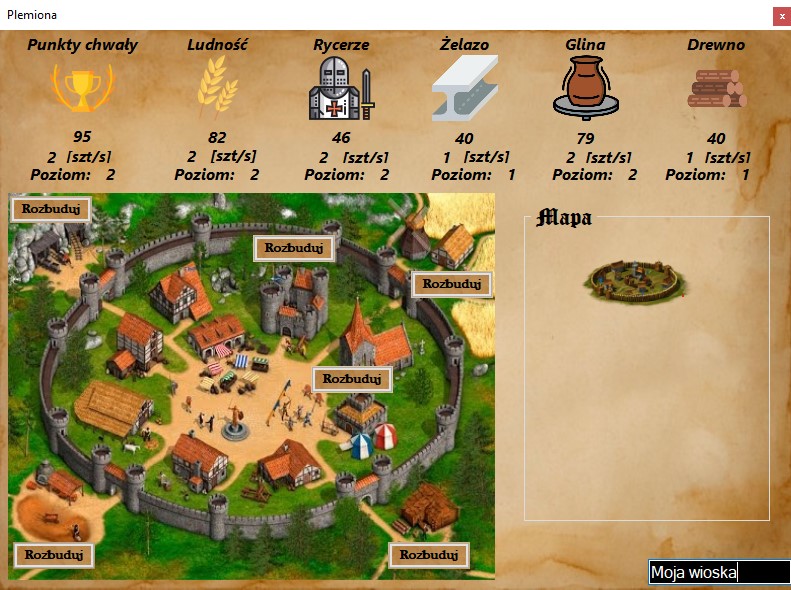 Plemiona
x
Punkty chwały Ludność Rycerze Żelazo Glina Drewno
95 82 46 40 79 40
2 [szt/s] 2 [szt/s] 2 [szt/s] 1 [szt/s] 2 [szt/s] 1 [szt/s]
Poziom: 2 Poziom: 2 Poziom: 2 Poziom: 1 Poziom: 2 Poziom: 1
Rozbuduj
Mapa
Rozbuduj
Rozbuduj
Rozbuduj
Rozbuduj
Rozbuduj
Moja wioska